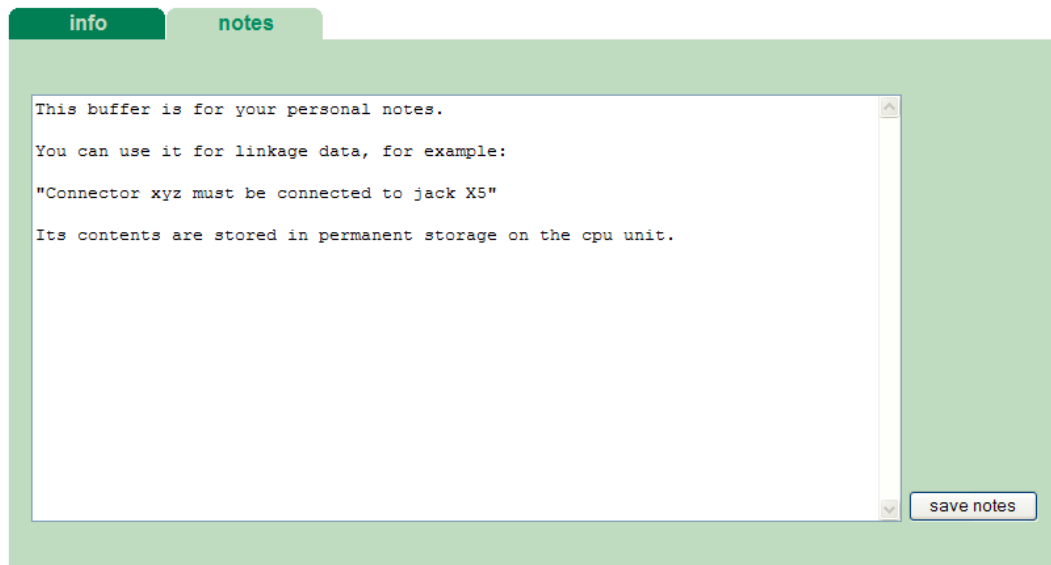 info
notes
This buffer is for your personal notes.
You can use it for linkage data, for example:
"Connector xyz must be connected to jack X5"
Its contents are stored in permanent storage on the cpu unit.
save notes